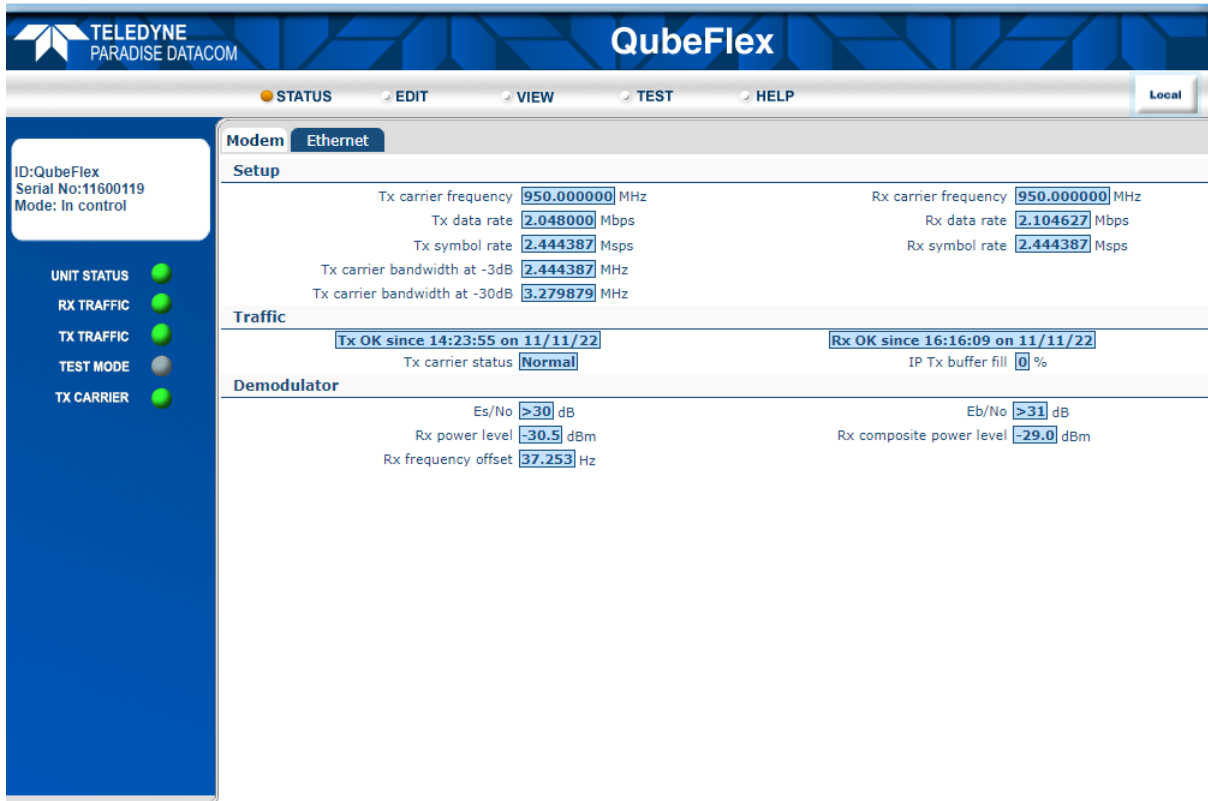 TELEDYNE
PARADISE DATACOM
QubeFlex
STATUS EDIT VIEW TEST HELP Local
Modem Ethernet
ID:QubeFlex
Serial No:11600119
Mode: In control
UNIT STATUS
RX TRAFFIC
TX TRAFFIC
TEST MODE
TX CARRIER
Setup
Tx carrier frequency 950.000000 MHz Rx carrier frequency 950.000000 MHz
Tx data rate 2.048000 Mbps Rx data rate 2.104627 Mbps
Tx symbol rate 2.444387 Msps Rx symbol rate 2.444387 Msps
Tx carrier bandwidth at -3dB 2.444387 MHz
Tx carrier bandwidth at -30dB 3.279879 MHz
Traffic
Tx OK since 14:23:55 on 11/11/22 Rx OK since 16:16:09 on 11/11/22
Tx carrier status Normal IP Tx buffer fill 0 %
Demodulator
Es/No >30 dB Eb/No >31 dB
Rx power level -30.5 dBm Rx composite power level -29.0 dBm
Rx frequency offset 37.253 Hz